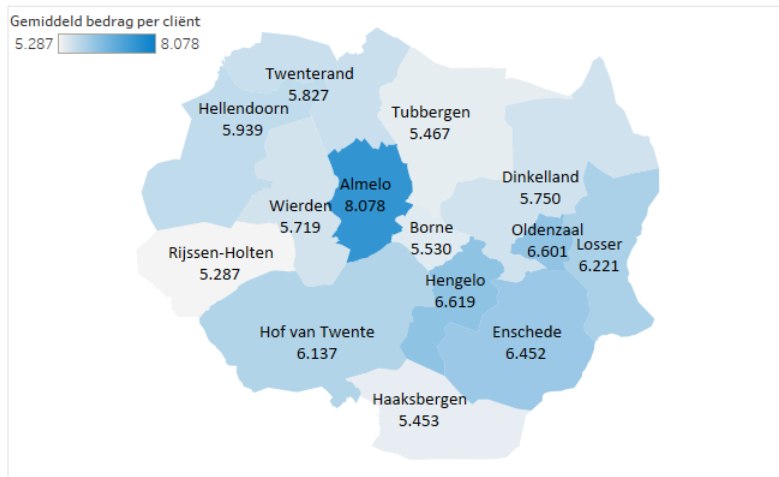 Gemiddeld bedrag per cliënt
5.287 8.078
Twenterand
5.827
Hellendoorn
5.939
Tubbergen
5.467
Almelo
8.078
Dinkelland
5.750
Wierden
5.719
Borne
5.530
Oldenzaal
6.601
Losser
6.221
Rijssen-Holten
5.287
Hengelo
6.619
Hof van Twente
6.137
Enschede
6.452
Haaksbergen
5.453